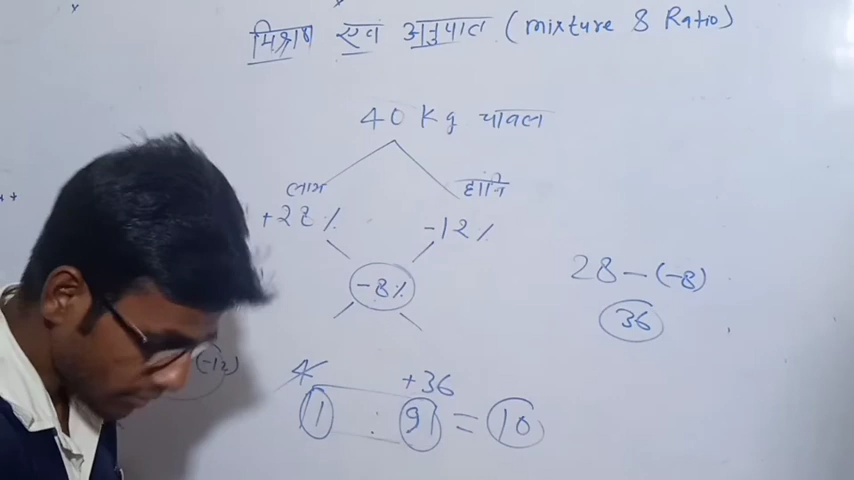 मिश्रण एवं अनुपात (mixture & Ratio)
40 Kg चावल
लाभ हानि
+28 % -12 %
-8%
28 - (-8)
36
(-12)
4 +36
1 : 9 = 10